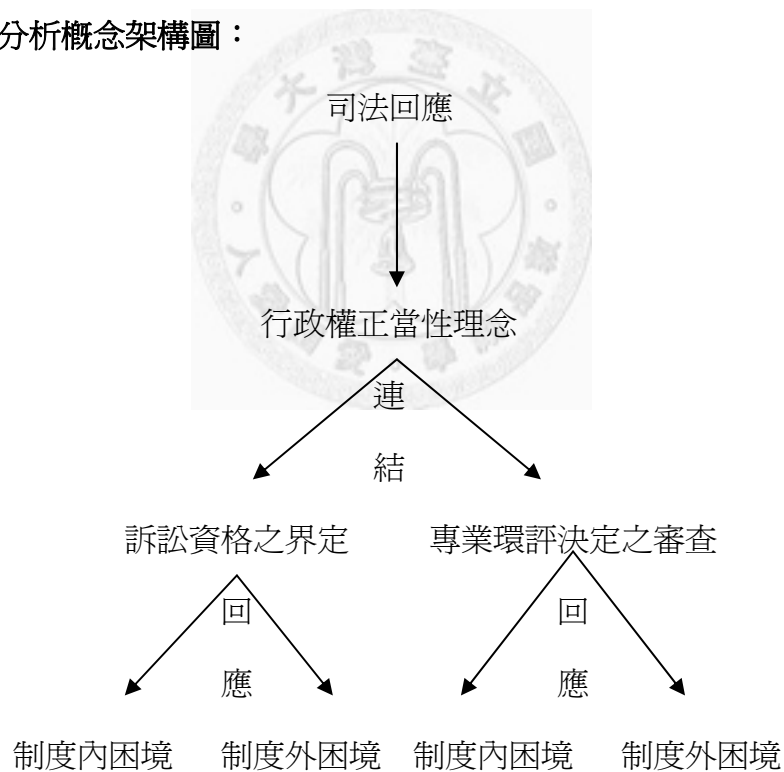 分析概念架構圖：
司法回應
行政權正當性理念
連
結
訴訟資格之界定 專業環評決定之審查
回 回
應 應
制度內困境 制度外困境 制度內困境 制度外困境